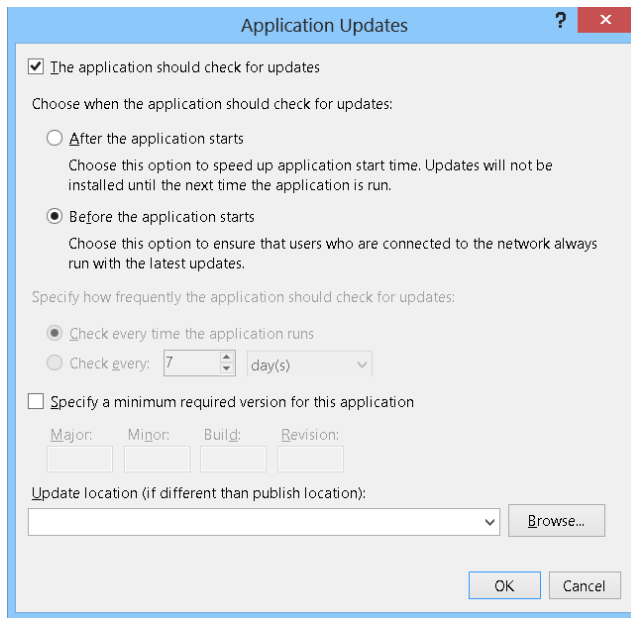 Application Updates
?
The application should check for updates
Choose when the application should check for updates:
After the application starts
Choose this option to speed up application start time. Updates will not be
installed until the next time the application is run.
Before the application starts
Choose this option to ensure that users who are connected to the network always
run with the latest updates.
Specify how frequently the application should check for updates:
Check every time the application runs
Check every: 7 day(s)
Specify a minimum required version for this application
Major: Minor: Build: Revision:
Update location (if different than publish location):
Browse...
OK Cancel